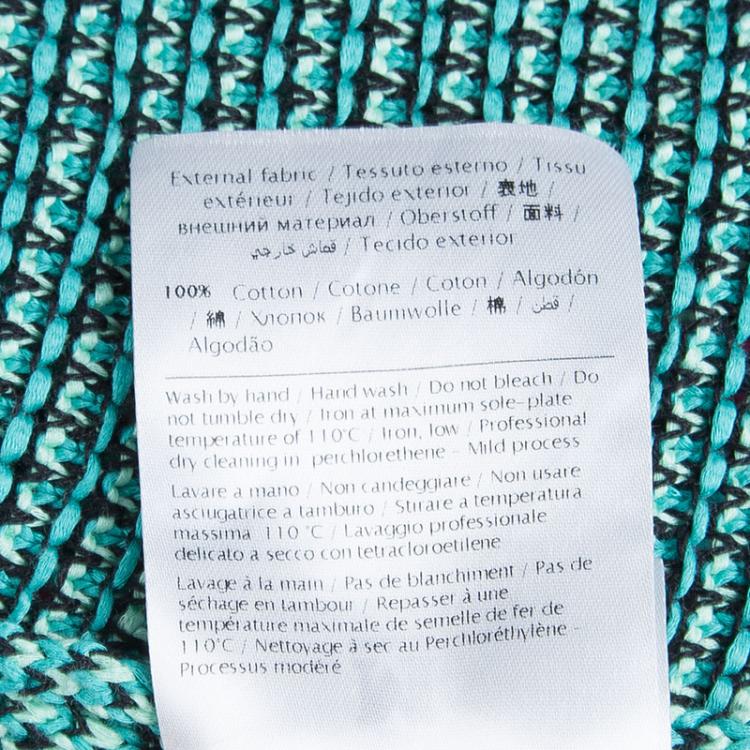 External fabric / Tessuto esterno / Tissu
extérieur / Tejido exterior / 表地 /
внешний материал / Oberstoff / 面料 /
قماش خارجي / Tecido exterior
100% Cotton / Cotone / Coton / Algodón
/ 綿 / Хлопок / Baumwolle / 棉 / قطن /
Algodão
Wash by hand / Hand wash / Do not bleach / Do
not tumble dry / Iron at maximum sole-plate
temperature of 110°C / Iron, low / Professional
dry cleaning in perchlorethene - Mild process
Lavare a mano / Non candeggiare / Non usare
asciugatrice a tamburo / Stirare a temperatura
massima 110 °C / Lavaggio professionale
delicato a secco con tetracloroetilene
Lavage à la main / Pas de blanchiment / Pas de
séchage en tambour / Repasser à une
température maximale de semelle de fer de
110°C / Nettoyage à sec au Perchloréthylène -
Processus modéré